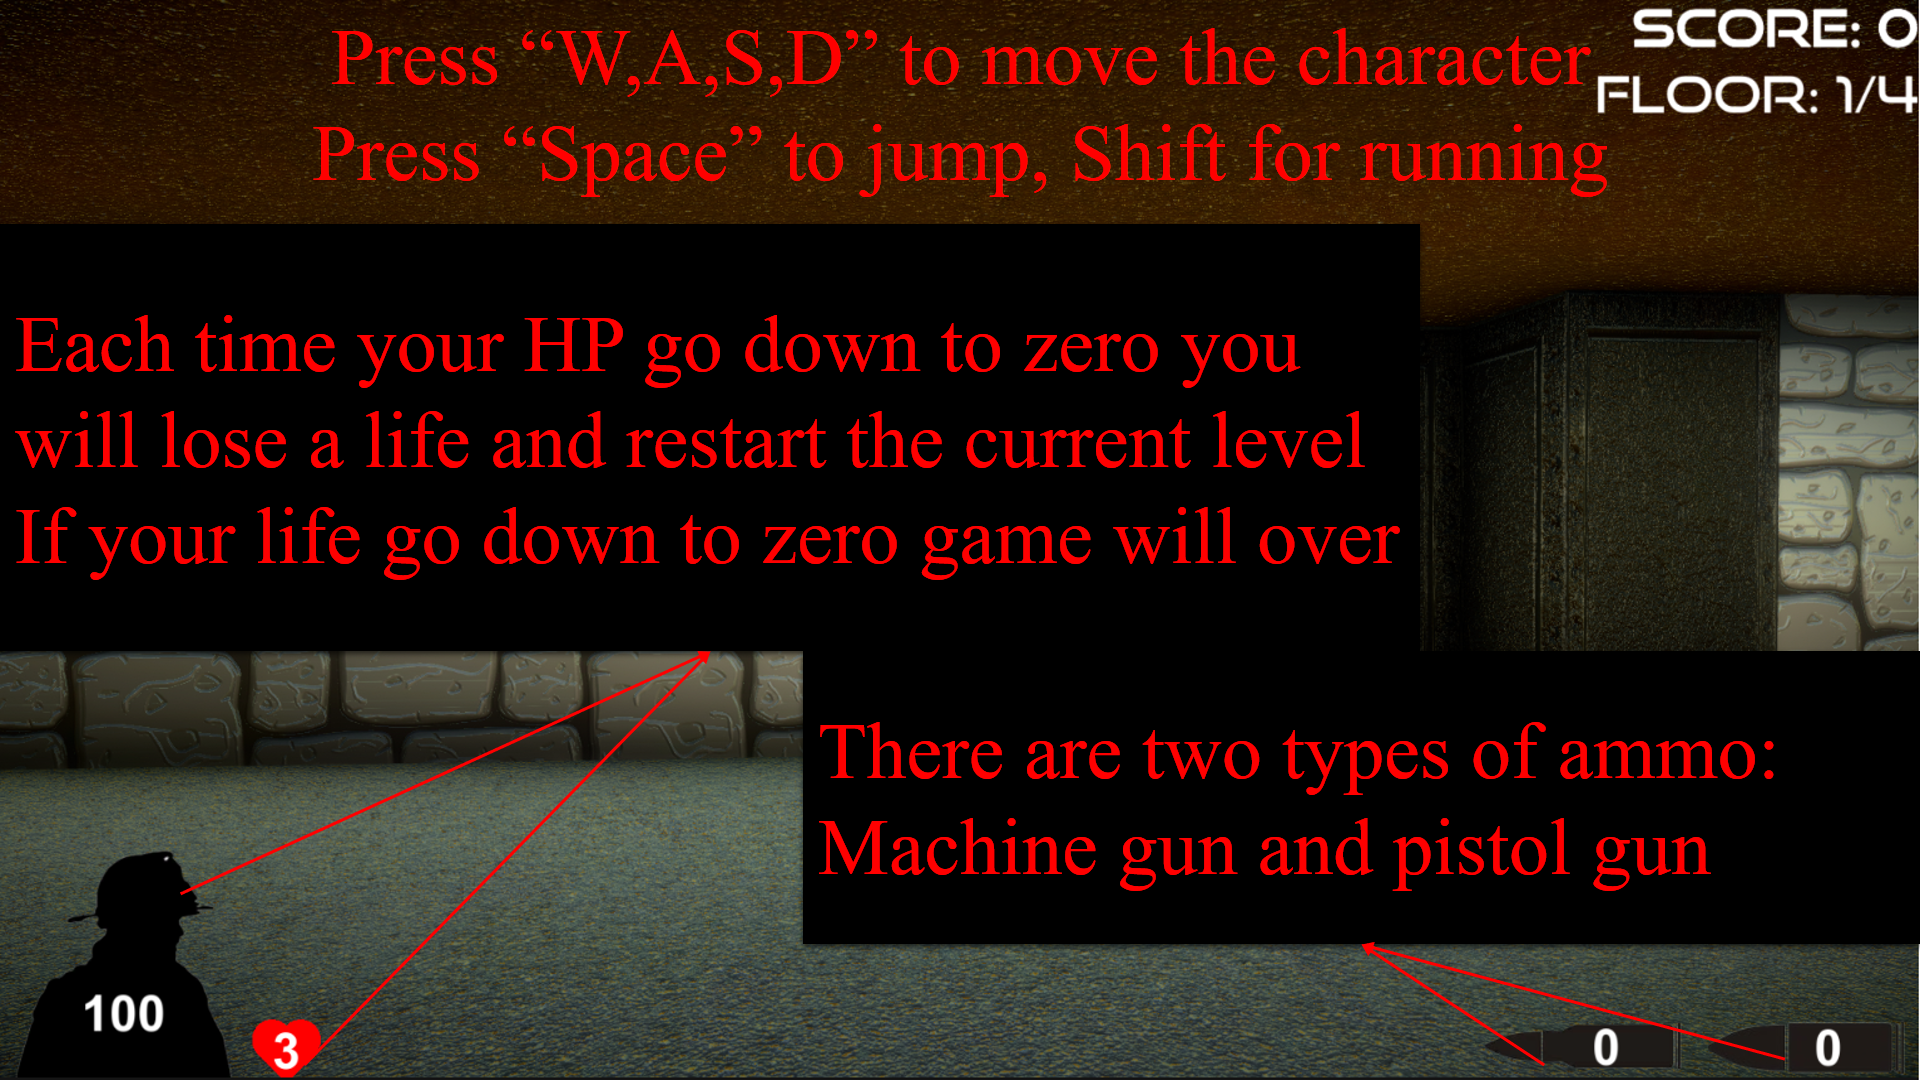 SCORE: 0
Press “W,A,S,D” to move the character
FLOOR: 1/4
Press “Space” to jump, Shift for running
Each time your HP go down to zero you
will lose a life and restart the current level
If your life go down to zero game will over
There are two types of ammo:
Machine gun and pistol gun
100
3
0
0